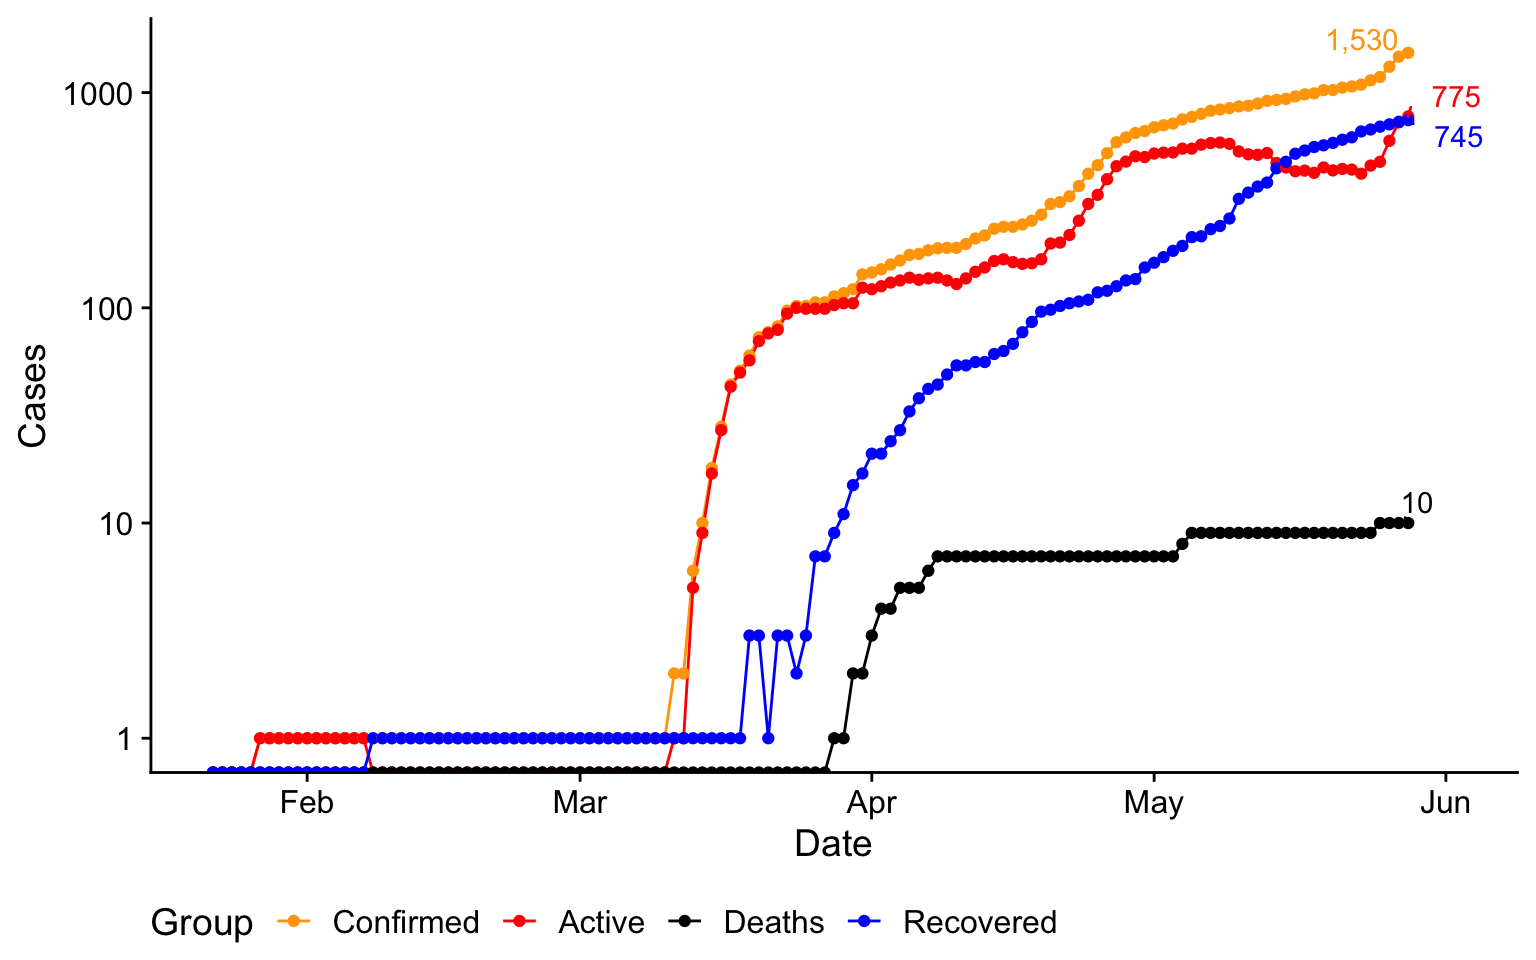 1,530
775
745
10
1000
100
10
1
Cases
Feb Mar Apr May Jun
Date
Group Confirmed Active Deaths Recovered